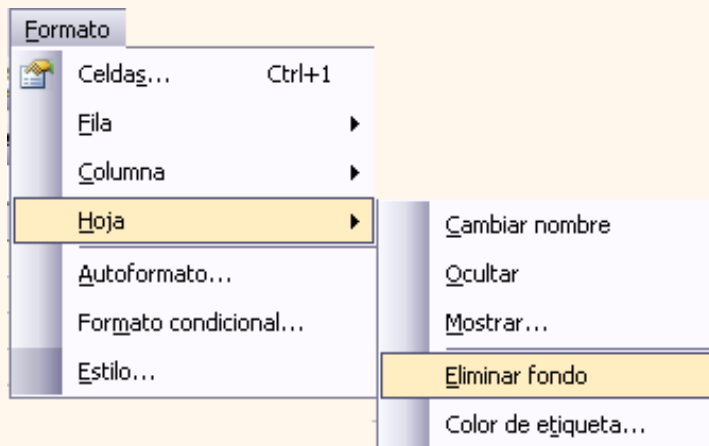 Formato
Celdas... Ctrl+1
Fila
Columna
Hoja
Autoformato...
Formato condicional...
Estilo...
Cambiar nombre
Ocultar
Mostrar...
Eliminar fondo
Color de etiqueta...